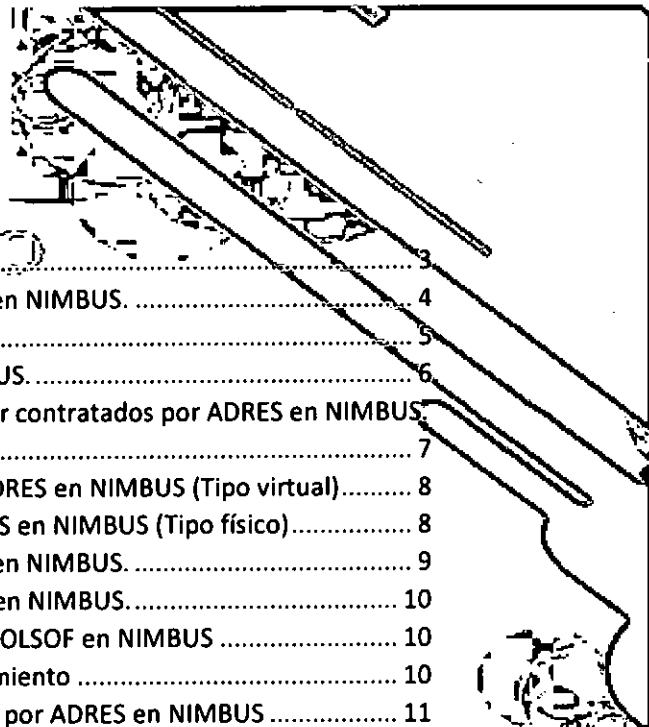 ............ 3
en NIMBUS. ............ 4
............ 5
US. ............ 6
r contratados por ADRES en NIMBUS.
............ 7
DRES en NIMBUS (Tipo virtual).......... 8
S en NIMBUS (Tipo físico)............ 8
en NIMBUS. ............ 9
en NIMBUS. ............ 10
OLSOF en NIMBUS ............ 10
miento ............ 10
por ADRES en NIMBUS ............ 11